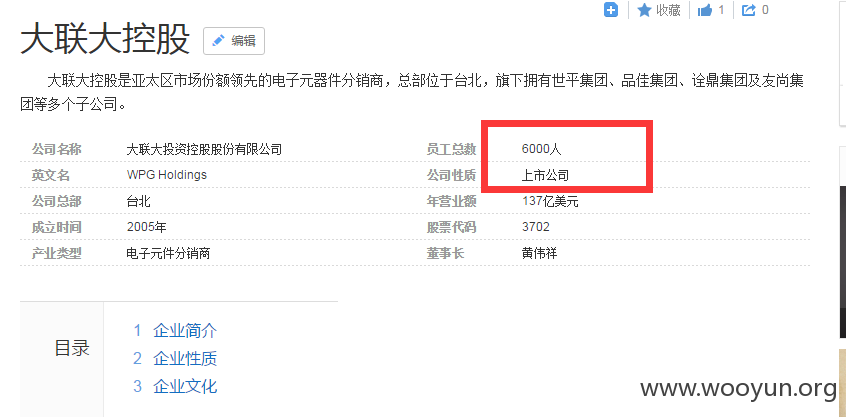 收藏 1 0
大联大控股 编辑
大联大控股是亚太区市场份额领先的电子元器件分销商，总部位于台北，旗下拥有世平集团、品佳集团、诠鼎集团及友尚集
团等多个子公司。
公司名称 大联大投资控股股份有限公司 员工总数 6000人
英文名 WPG Holdings 公司性质 上市公司
公司总部 台北 年营业额 137亿美元
成立时间 2005年 股票代码 3702
产业类型 电子元件分销商 董事长 黄伟祥
目录
1 企业简介
2 企业性质
3 企业文化
www.wooyun.org